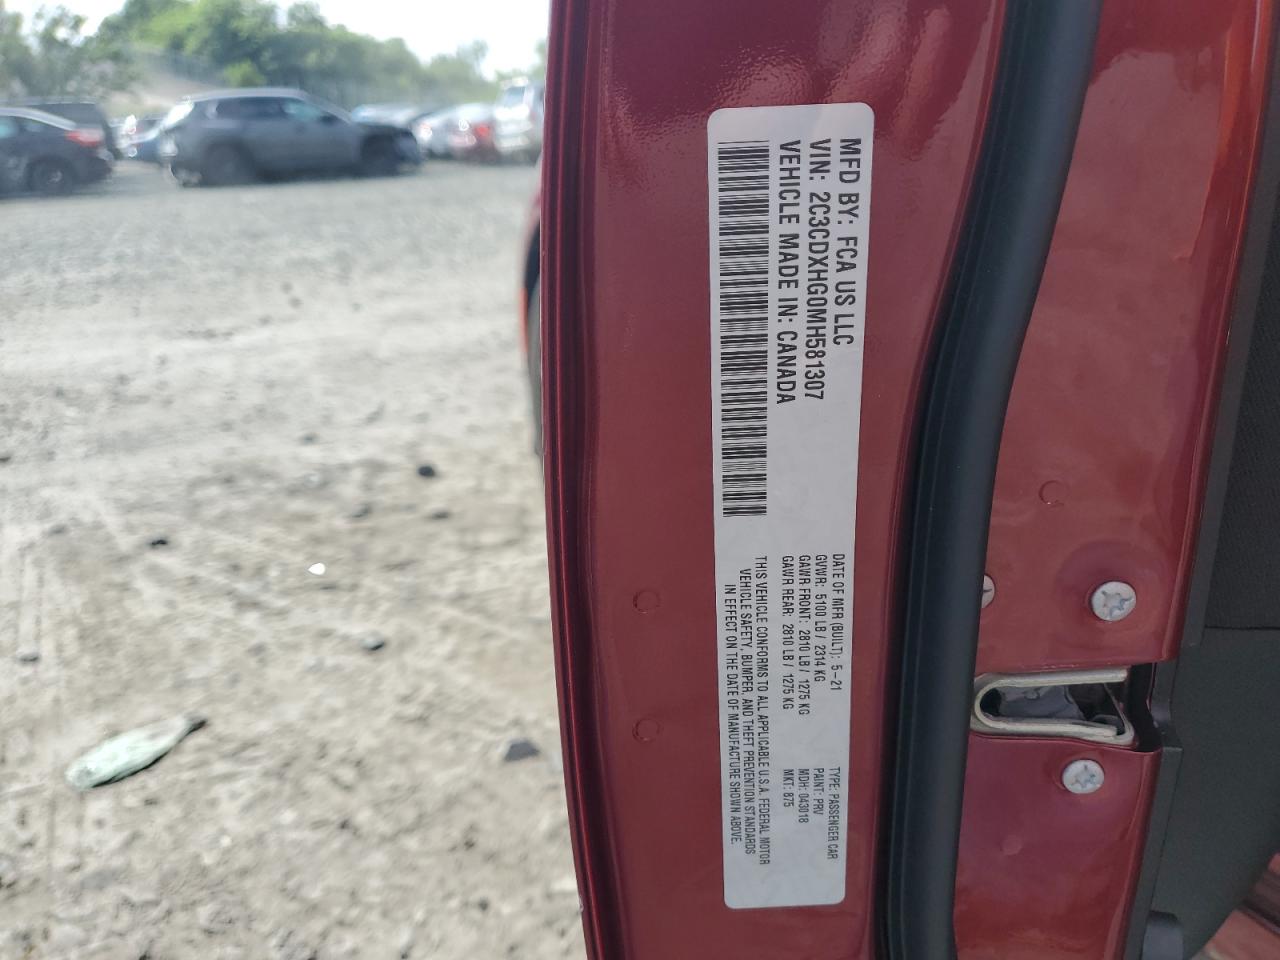 MFD BY: FCA US LLC
VIN: 2C3CDXHG0MH581307
VEHICLE MADE IN: CANADA
DATE OF MFR (BUILT): 5-21
GVWR: 5100 LB / 2314 KG
GAWR FRONT: 2810 LB / 1275 KG
GAWR REAR: 2810 LB / 1275 KG
THIS VEHICLE CONFORMS TO ALL APPLICABLE U.S.A. FEDERAL MOTOR
VEHICLE SAFETY, BUMPER, AND THEFT PREVENTION STANDARDS
IN EFFECT ON THE DATE OF MANUFACTURE SHOWN ABOVE.
TYPE: PASSENGER CAR
PAINT: PRV
MDH: 043018
MKT: 875